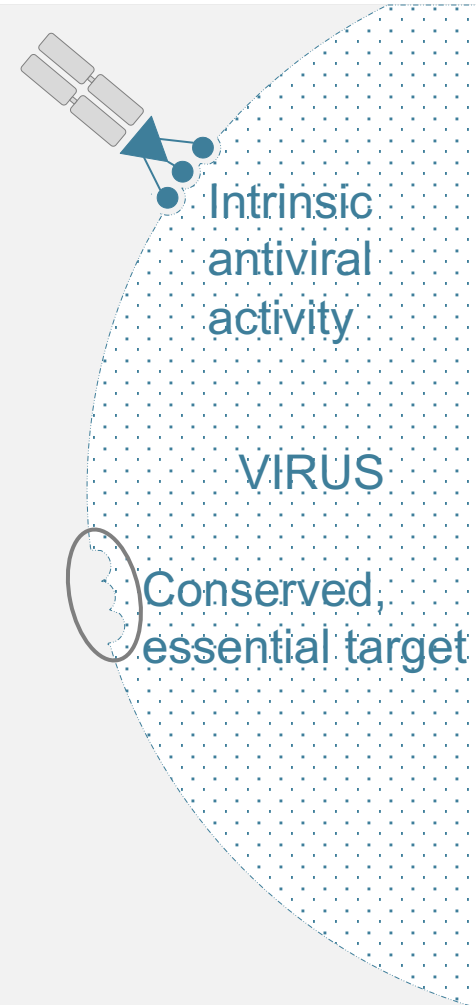 Intrinsic
antiviral
activity
VIRUS
Conserved,
essential target